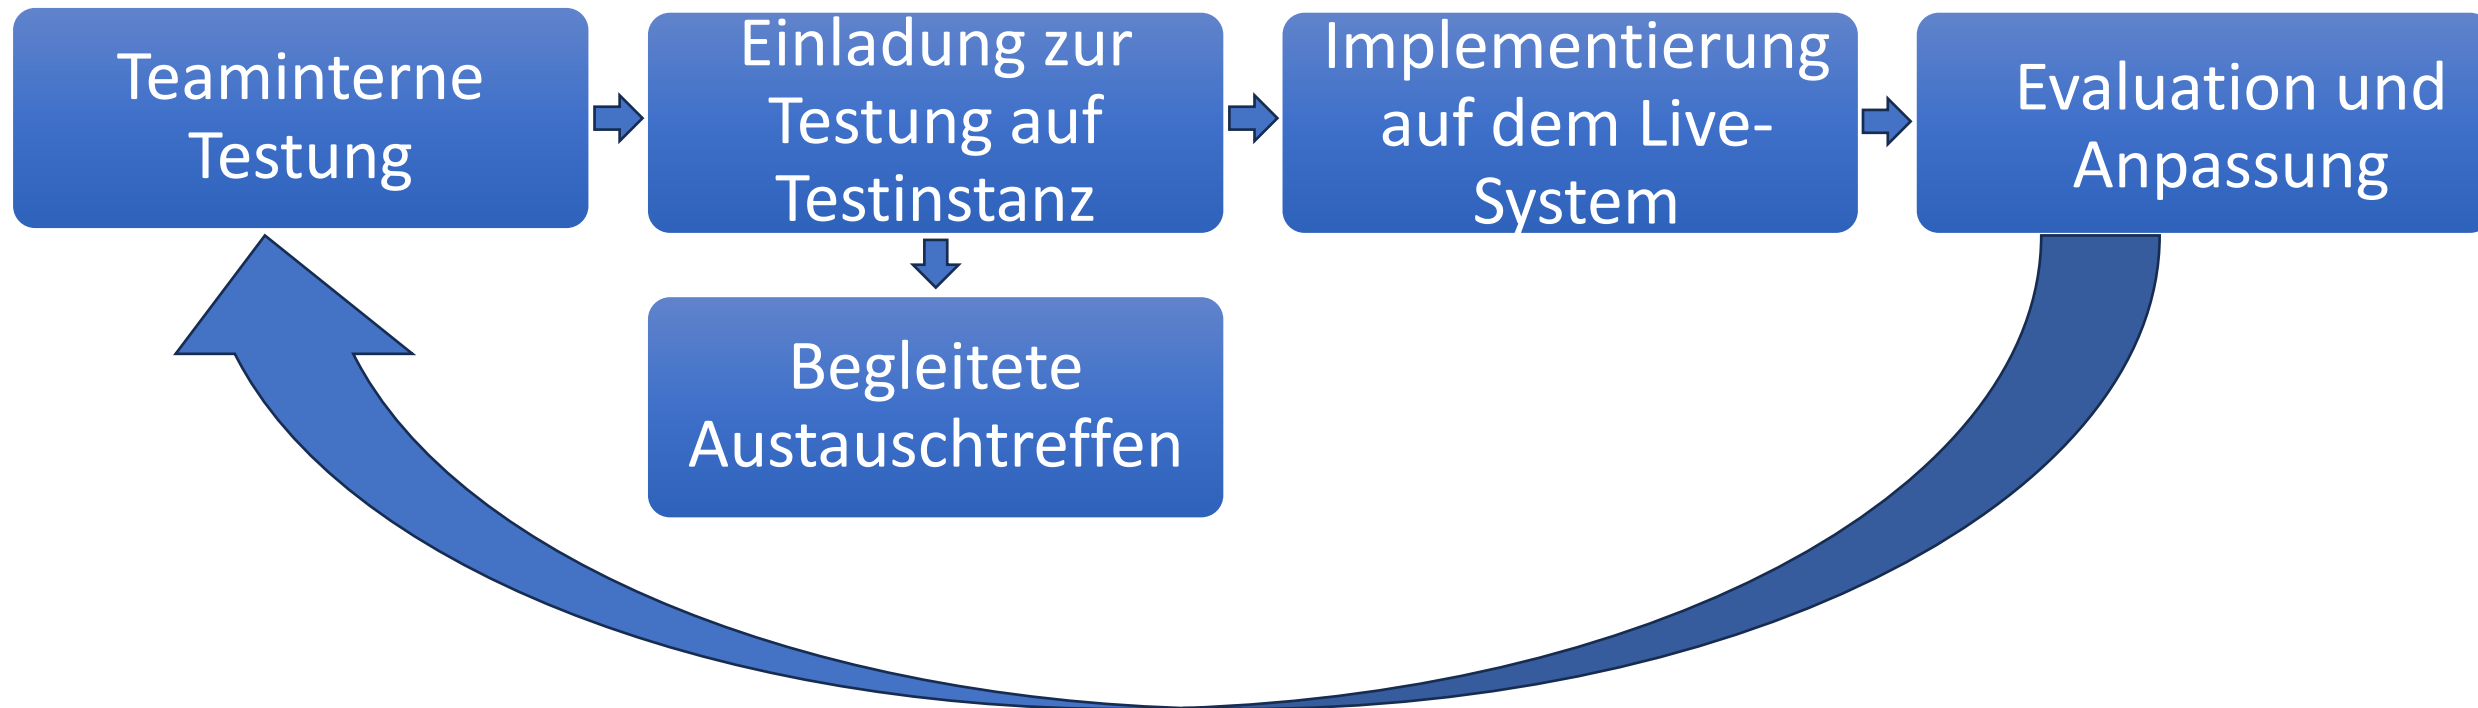 Teaminterne
Testung
Einladung zur
Testung auf
Testinstanz
Implementierung
auf dem Live-
System
Evaluation und
Anpassung
Begleitete
Austauschtreffen